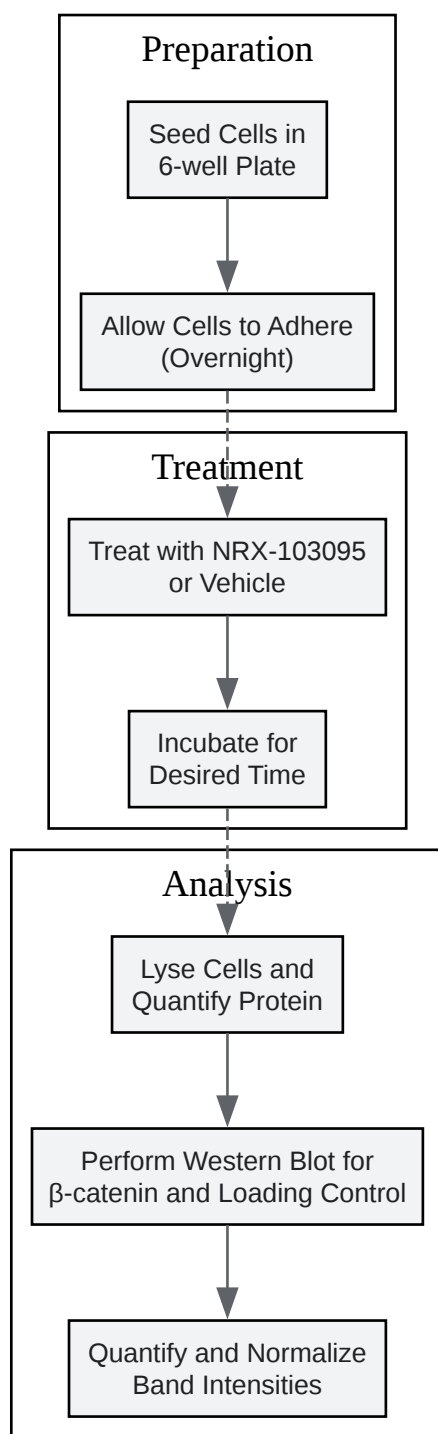 Preparation
Seed Cells in
6-well Plate
Allow Cells to Adhere
(Overnight)
Treatment
Treat with NRX-103095
or Vehicle
Incubate for
Desired Time
Analysis
Lyse Cells and
Quantify Protein
Perform Western Blot for
β-catenin and Loading Control
Quantify and Normalize
Band Intensities